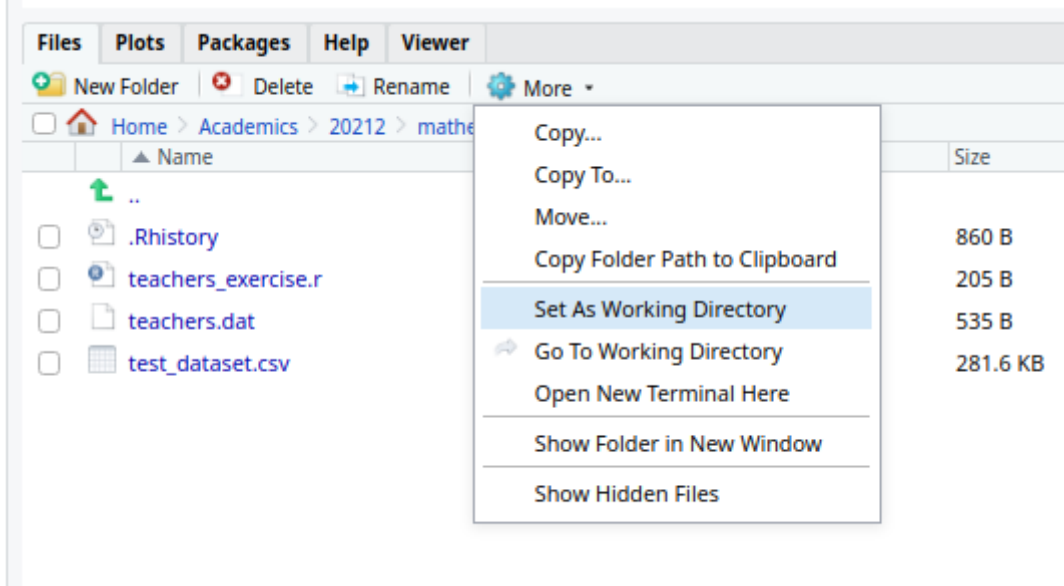 Files Plots Packages Help Viewer
New Folder Delete Rename More
Home > Academics > 20212 >
Name Size
..
.Rhistory 860 B
teachers_exercise.r 205 B
teachers.dat 535 B
test_dataset.csv 281.6 KB
Copy...
Copy To...
Move...
Copy Folder Path to Clipboard
Set As Working Directory
Go To Working Directory
Open New Terminal Here
Show Folder in New Window
Show Hidden Files